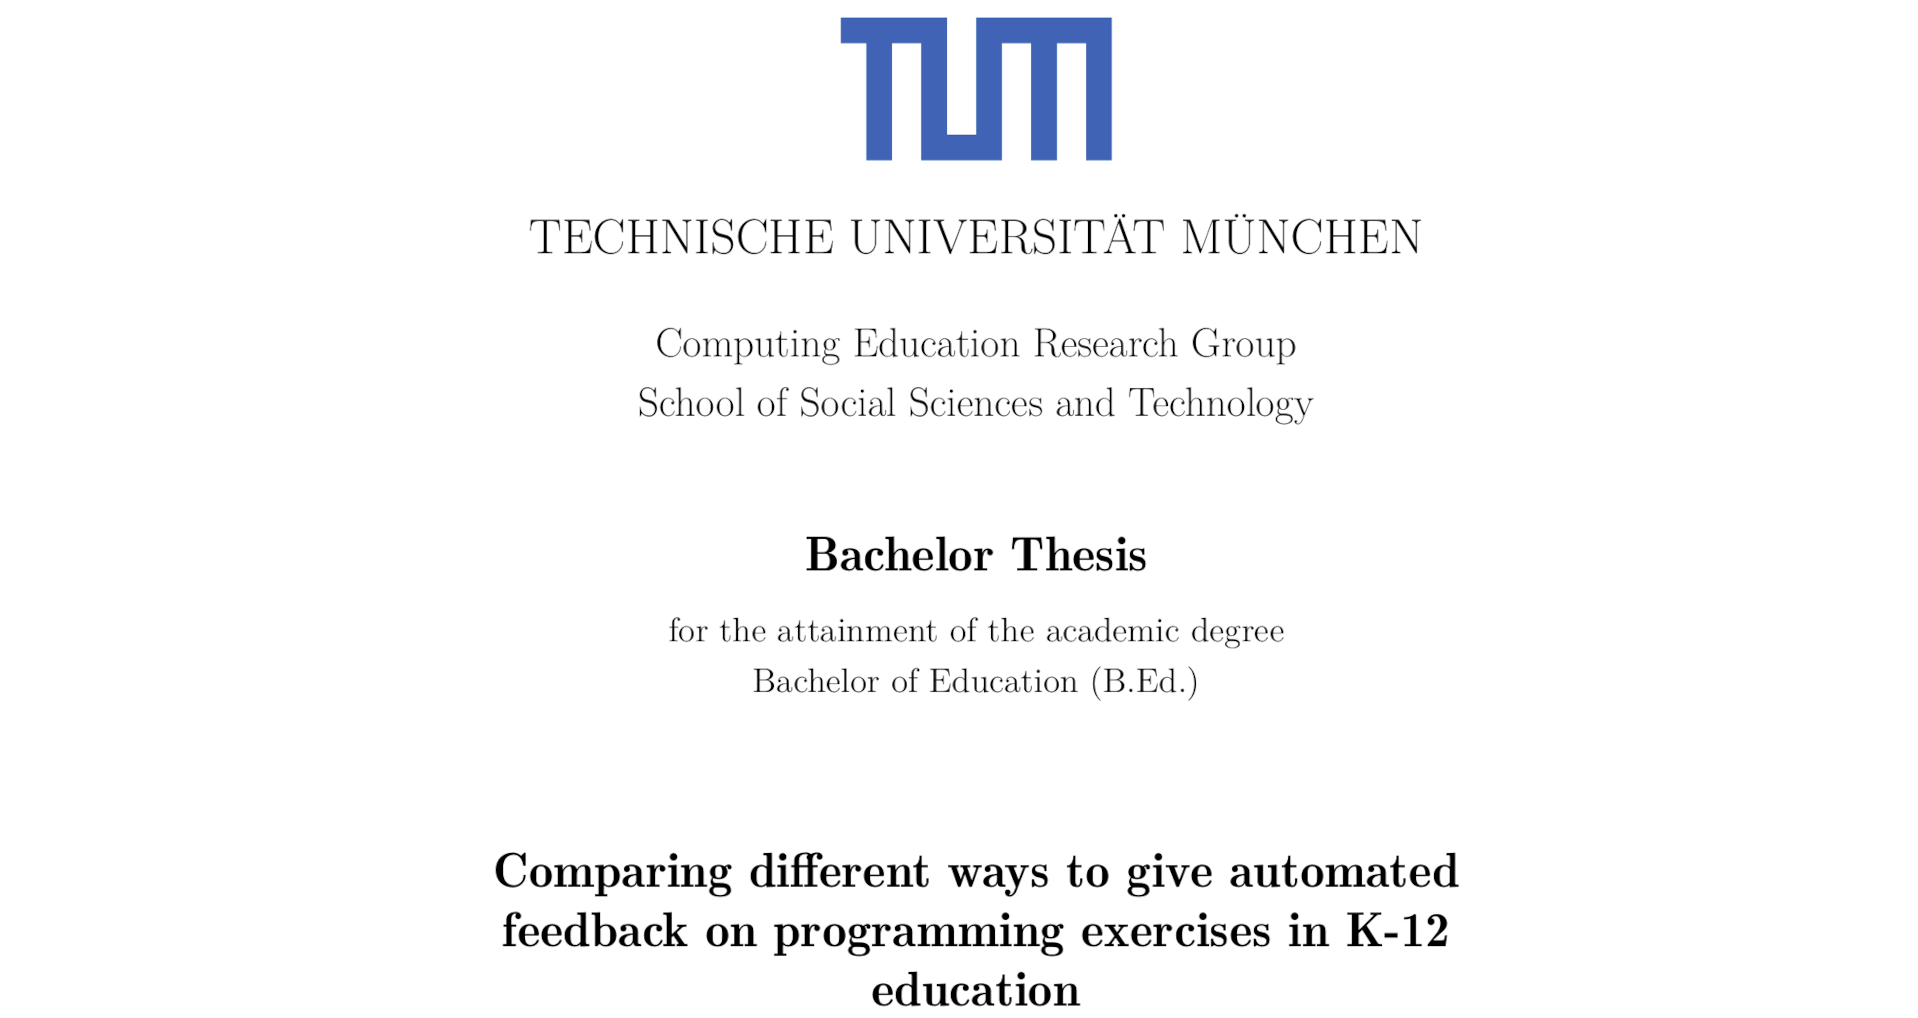 TUM
TECHNISCHE UNIVERSITÄT MÜNCHEN
Computing Education Research Group
School of Social Sciences and Technology
Bachelor Thesis
for the attainment of the academic degree
Bachelor of Education (B.Ed.)
Comparing different ways to give automated
feedback on programming exercises in K-12
education